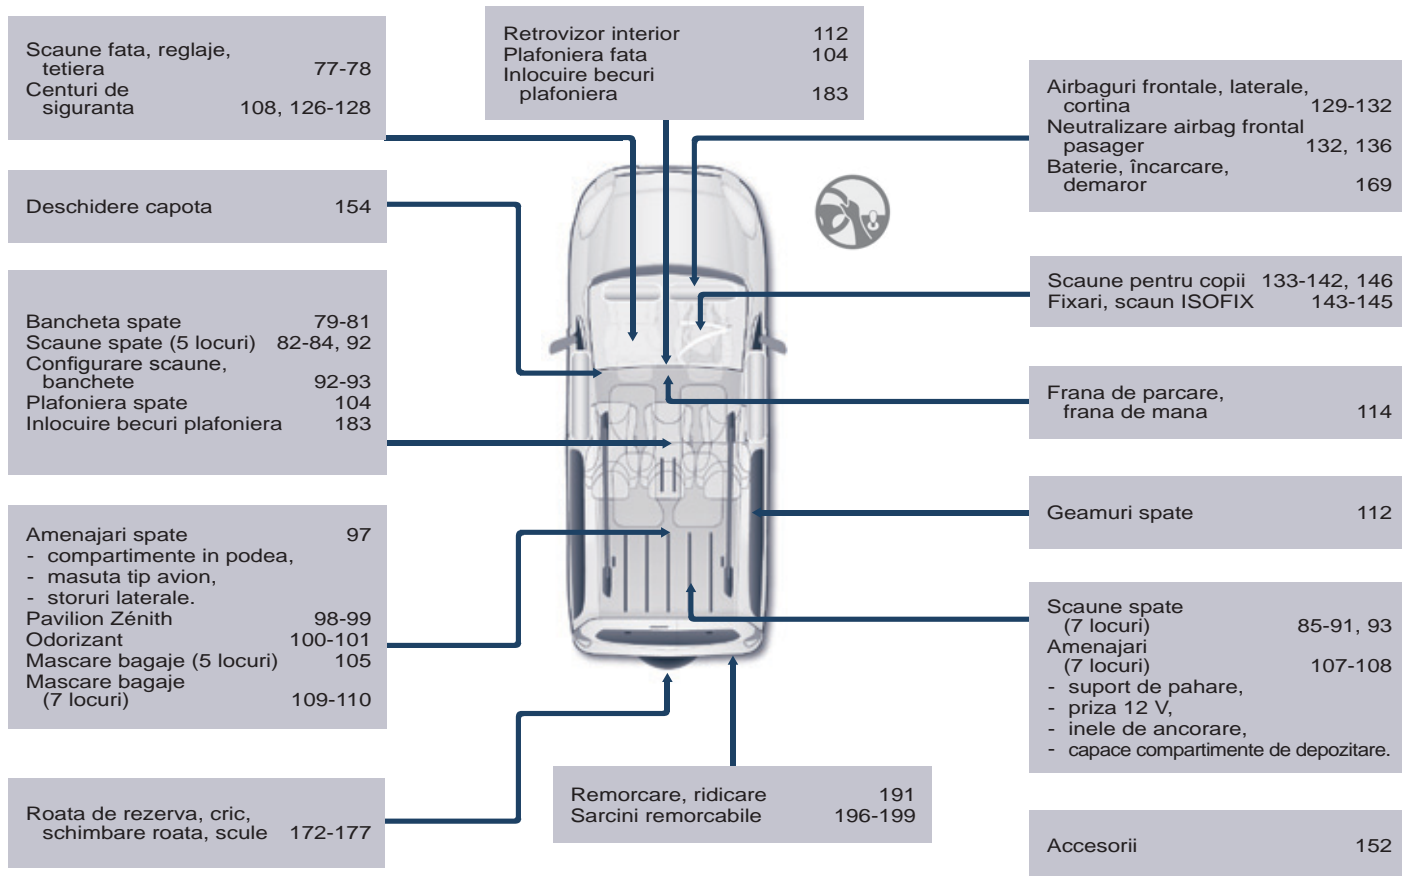 Scaune fata, reglaje,
tetiera 77-78
Centuri de
siguranta 108, 126-128
Deschidere capota 154
Bancheta spate 79-81
Scaune spate (5 locuri) 82-84, 92
Configurare scaune,
banchete 92-93
Plafoniera spate 104
Inlocuire becuri plafoniera 183
Amenajari spate 97
- compartimente in podea,
- masuta tip avion,
- storuri laterale.
Pavilion Zénith 98-99
Odorizant 100-101
Mascare bagaje (5 locuri) 105
Mascare bagaje
(7 locuri) 109-110
Roata de rezerva, cric,
schimbare roata, scule 172-177
Retrovizor interior 112
Plafoniera fata 104
Inlocuire becuri
plafoniera 183
Remorcare, ridicare 191
Sarcini remorcabile 196-199
Airbaguri frontale, laterale,
cortina 129-132
Neutralizare airbag frontal
pasager 132, 136
Baterie, încarcare,
demaror 169
Scaune pentru copii 133-142, 146
Fixari, scaun ISOFIX 143-145
Frana de parcare,
frana de mana 114
Geamuri spate 112
Scaune spate
(7 locuri) 85-91, 93
Amenajari
(7 locuri) 107-108
- suport de pahare,
- priza 12 V,
- inele de ancorare,
- capace compartimente de depozitare.
Accesorii 152